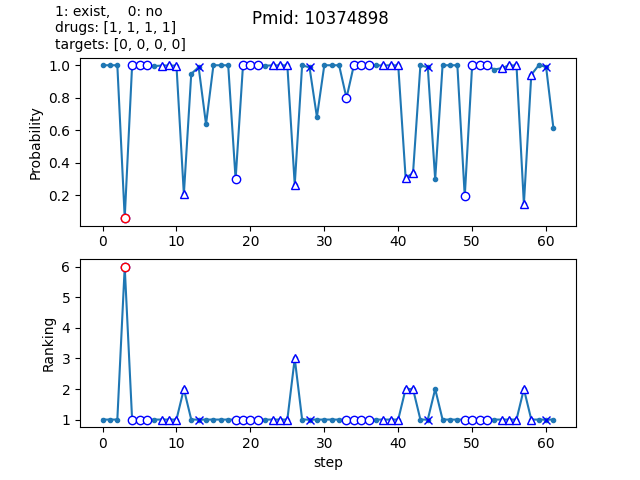 1: exist,    0: no
drugs: [1, 1, 1, 1]
targets: [0, 0, 0, 0]
Pmid: 10374898
1.0
0.8
0.6
0.4
0.2
Probability
0 10 20 30 40 50 60
6
5
4
3
2
1
Ranking
0 10 20 30 40 50 60
step